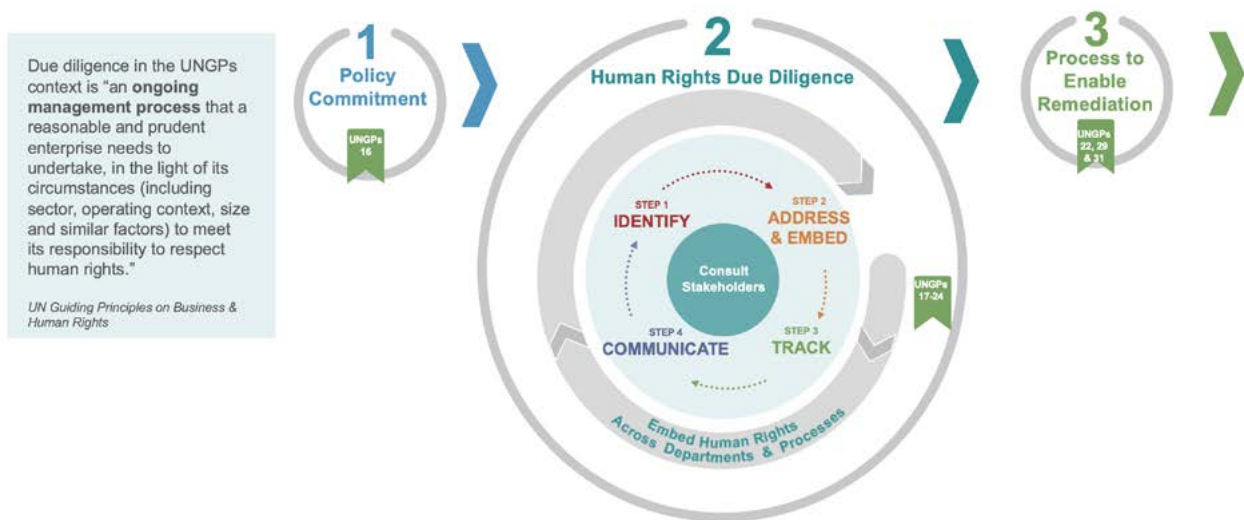 Due diligence in the UNGPs
context is “an ongoing
management process that a
reasonable and prudent
enterprise needs to
undertake, in the light of its
circumstances (including
sector, operating context, size
and similar factors) to meet
its responsibility to respect
human rights.”
UN Guiding Principles on Business &
Human Rights
1
Policy
Commitment
UNGPs
16
2
Human Rights Due Diligence
STEP 1
IDENTIFY
STEP 2
ADDRESS
& EMBED
Consult
Stakeholders
STEP 3
TRACK
STEP 4
COMMUNICATE
Embed Human Rights
Across Departments & Processes
UNGPs
17-24
3
Process to
Enable
Remediation
UNGPs
22, 29
& 31